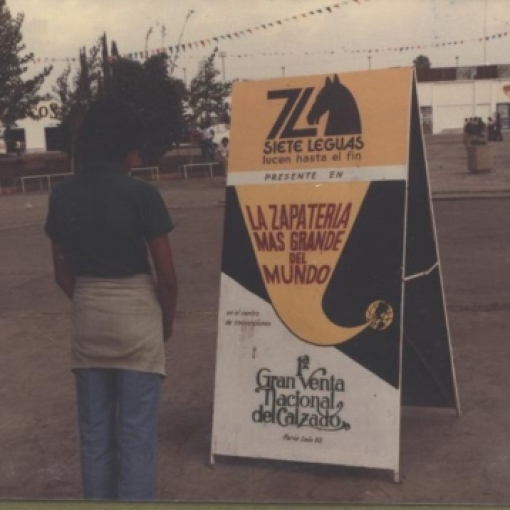 7L
SIETE LEGUAS
lucen hasta el fin
PRESENTE EN
LA ZAPATERIA
MAS GRANDE
DEL
MUNDO
en el centro
de convenciones
1ª
Gran Venta
Nacional
del Calzado